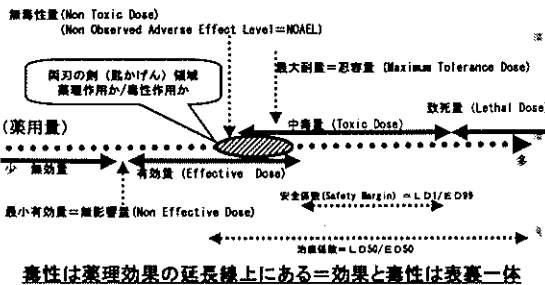 無毒性量(Non Toxic Dose)
(Non Observed Adverse Effect Level=NOAEL)
両刃の剣（匙かげん）領域
薬理作用か/毒性作用か
最大耐量=忍容量 (Maximum Tolerance Dose)
致死量 (Lethal Dose)
(薬用量)
中毒量 (Toxic Dose)
少 無効量
有効量 (Effective Dose)
多
安全係数(Safety Margin) =LD1/ED99
最小有効量=無影響量(Non Effective Dose)
治療係数=LD50/ED50
毒性は薬理効果の延長線上にある=効果と毒性は表裏一体